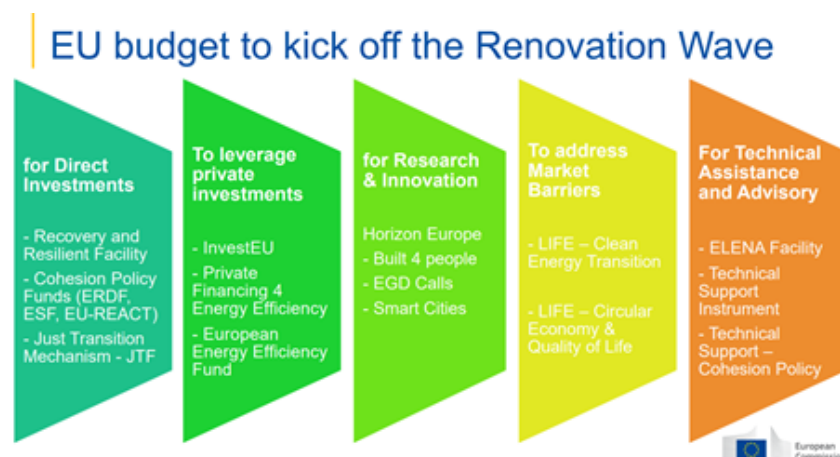 EU budget to kick off the Renovation Wave
for Direct
Investments
- Recovery and
Resilient Facility
- Cohesion Policy
Funds (ERDF,
ESF, EU-REACT)
- Just Transition
Mechanism - JTF
To leverage
private
investments
- InvestEU
- Private
Financing 4
Energy Efficiency
- European
Energy Efficiency
Fund
for Research
& Innovation
Horizon Europe
- Built 4 people
- EGD Calls
- Smart Cities
To address
Market
Barriers
- LIFE – Clean
Energy Transition
- LIFE – Circular
Economy &
Quality of Life
For Technical
Assistance
and Advisory
- ELENA Facility
- Technical
Support
Instrument
- Technical
Support –
Cohesion Policy
European